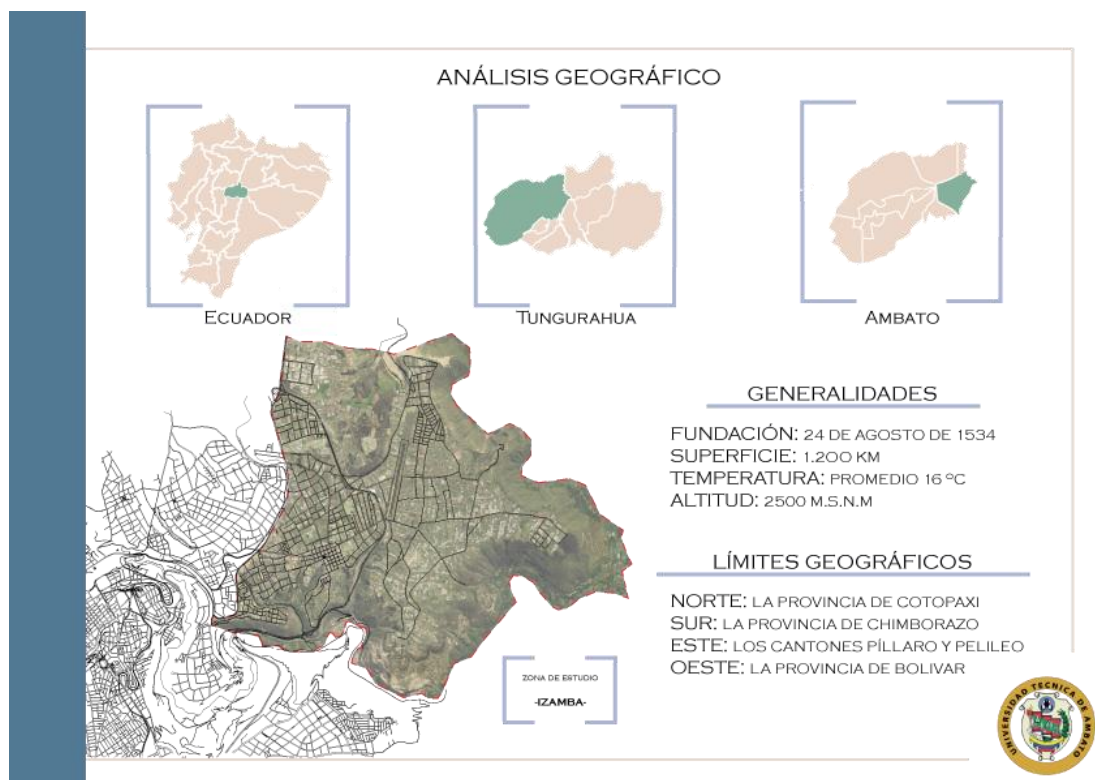 ANÁLISIS GEOGRÁFICO
ECUADOR
TUNGURAHUA
AMBATO
GENERALIDADES
FUNDACIÓN: 24 DE AGOSTO DE 1534
SUPERFICIE: 1.200 KM
TEMPERATURA: PROMEDIO 16 ºC
ALTITUD: 2500 M.S.N.M
LÍMITES GEOGRÁFICOS
NORTE: LA PROVINCIA DE COTOPAXI
SUR: LA PROVINCIA DE CHIMBORAZO
ESTE: LOS CANTONES PÍLLARO Y PELILEO
OESTE: LA PROVINCIA DE BOLIVAR
ZONA DE ESTUDIO
-IZAMBA-
UNIVERSIDAD TECNICA DE AMBATO